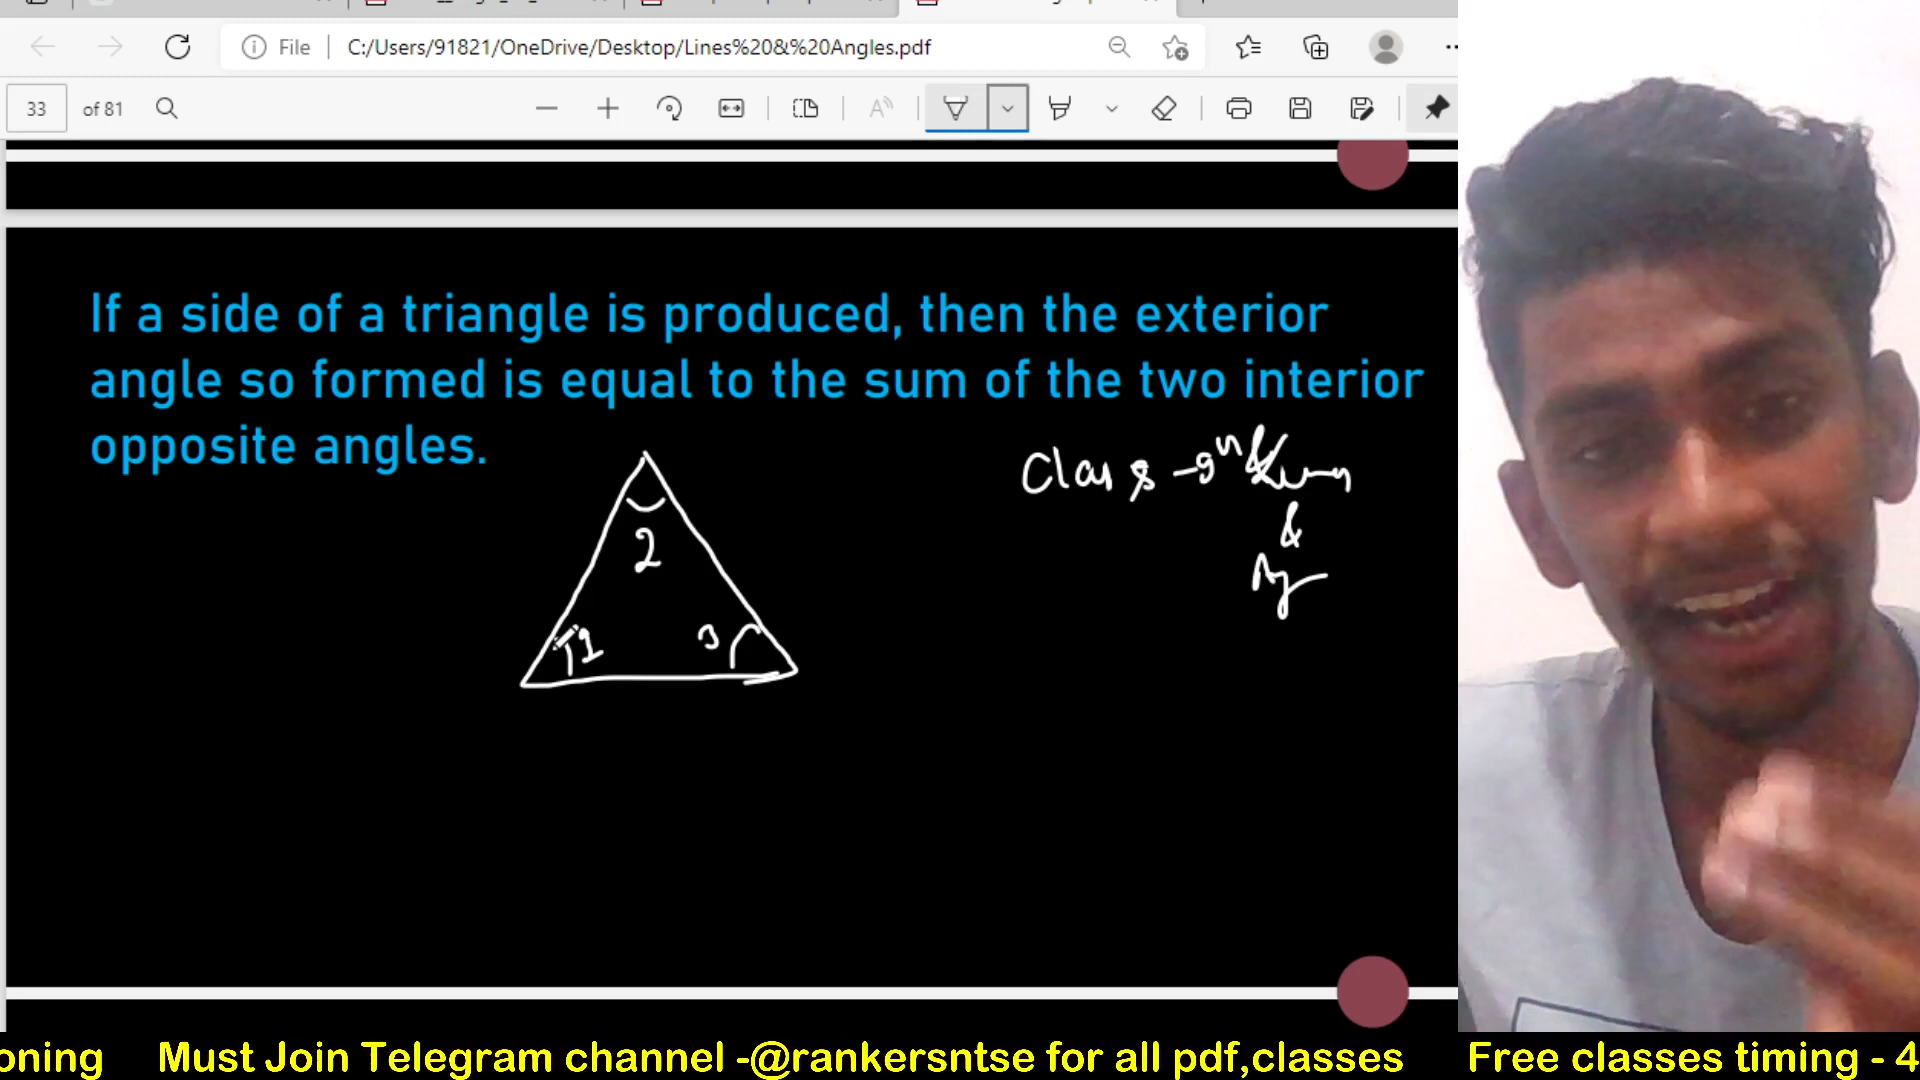 File
C:/Users/91821/OneDrive/Desktop/Lines%20&%20Angles.pdf
33 of 81
If a side of a triangle is produced, then the exterior
angle so formed is equal to the sum of the two interior
opposite angles.
Class - 9th
&
2
1 3
oning Must Join Telegram channel -@rankersntse for all pdf,classes Free classes timing - 4